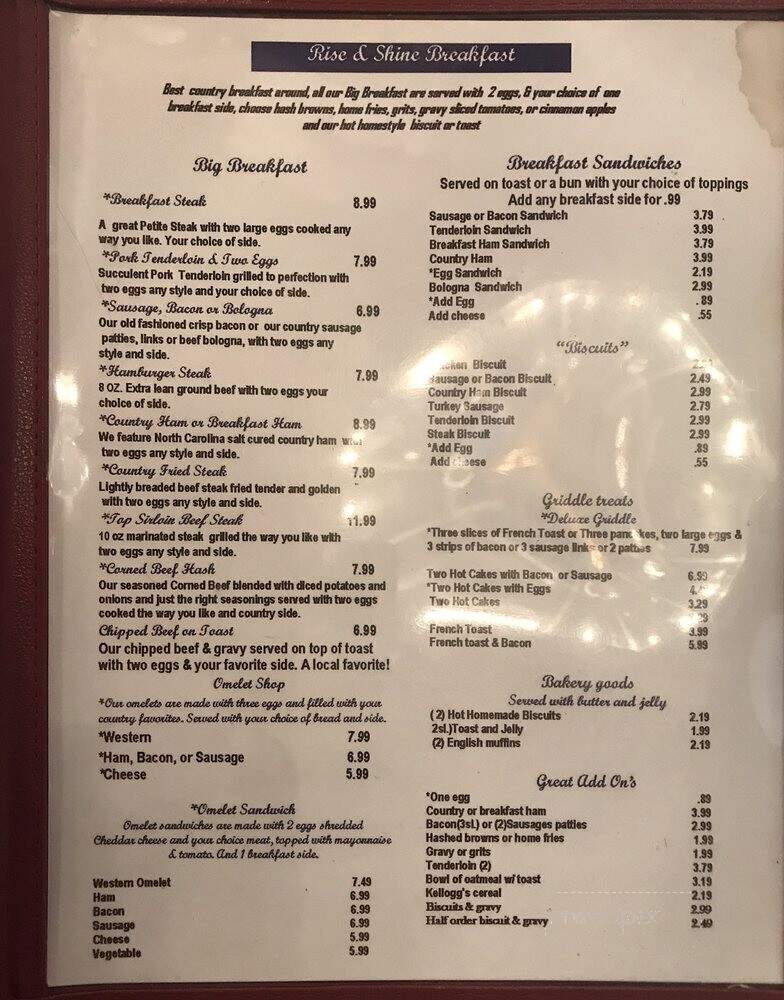 Rise & Shine Breakfast
Best country breakfast around, all our Big Breakfast are served with 2 eggs, & your choice of one
breakfast side, choose hash browns, home fries, grits, gravy sliced tomatoes, or cinnamon apples
and our hot homestyle biscuit or toast
Big Breakfast
*Breakfast Steak 8.99
A great Petite Steak with two large eggs cooked any
way you like. Your choice of side.
*Pork Tenderloin & Two Eggs 7.99
Succulent Pork Tenderloin grilled to perfection with
two eggs any style and your choice of side.
*Sausage, Bacon or Bologna 6.99
Our old fashioned crisp bacon or our country sausage
patties, links or beef bologna, with two eggs any
style and side.
*Hamburger Steak 7.99
8 OZ. Extra lean ground beef with two eggs your
choice of side.
*Country Ham or Breakfast Ham 8.99
We feature North Carolina salt cured country ham
two eggs any style and side.
*Country Fried Steak 7.99
Lightly breaded beef steak fried tender and golden
with two eggs any style and side.
*Top Sirloin Beef Steak 11.99
10 oz marinated steak grilled the way you like with
two eggs any style and side.
*Corned Beef Hash 7.99
Our seasoned Corned Beef blended with diced potatoes and
onions and just the right seasonings served with two eggs
cooked the way you like and country side.
Chipped Beef on Toast 6.99
Our chipped beef & gravy served on top of toast
with two eggs & your favorite side. A local favorite!
Omelet Shop
*Our omelets are made with three eggs and filled with your
country favorites. Served with your choice of bread and side.
*Western 7.99
*Ham, Bacon, or Sausage 6.99
*Cheese 5.99
*Omelet Sandwich
Omelet sandwiches are made with 2 eggs shredded
Cheddar cheese and your choice meat, topped with mayonnaise
& tomato. And 1 breakfast side.
Western Omelet 7.49
Ham 6.99
Bacon 6.99
Sausage 6.99
Cheese 5.99
Vegetable 5.99
Breakfast Sandwiches
Served on toast or a bun with your choice of toppings
Add any breakfast side for .99
Sausage or Bacon Sandwich 3.79
Tenderloin Sandwich 3.99
Breakfast Ham Sandwich 3.79
Country Ham 3.99
*Egg Sandwich 2.19
Bologna Sandwich 2.99
*Add Egg .89
Add cheese .55
"Biscuits"
Biscuit
Sausage or Bacon Biscuit 2.49
Country Ham Biscuit 2.99
Turkey Sausage 2.79
Tenderloin Biscuit 2.99
Steak Biscuit 2.99
*Add Egg .89
Add cheese .55
Griddle treats
*Deluxe Griddle
*Three slices of French Toast or Three pancakes, two large eggs &
3 strips of bacon or 3 sausage links or 2 patties 7.99
Two Hot Cakes with Bacon or Sausage 6.99
*Two Hot Cakes with Eggs
Two Hot Cakes 3.29
French Toast 3.99
French toast & Bacon 5.99
Bakery goods
Served with butter and jelly
( 2) Hot Homemade Biscuits 2.19
2sl.)Toast and Jelly 1.99
(2) English muffins 2.19
Great Add On's
*One egg .89
Country or breakfast ham 3.99
Bacon(3sl.) or (2)Sausages patties 2.99
Hashed browns or home fries 1.99
Gravy or grits 1.99
Tenderloin (2) 3.79
Bowl of oatmeal w/ toast 3.19
Kellogg's cereal 2.19
Biscuits & gravy 2.99
Half order biscuit & gravy 2.49